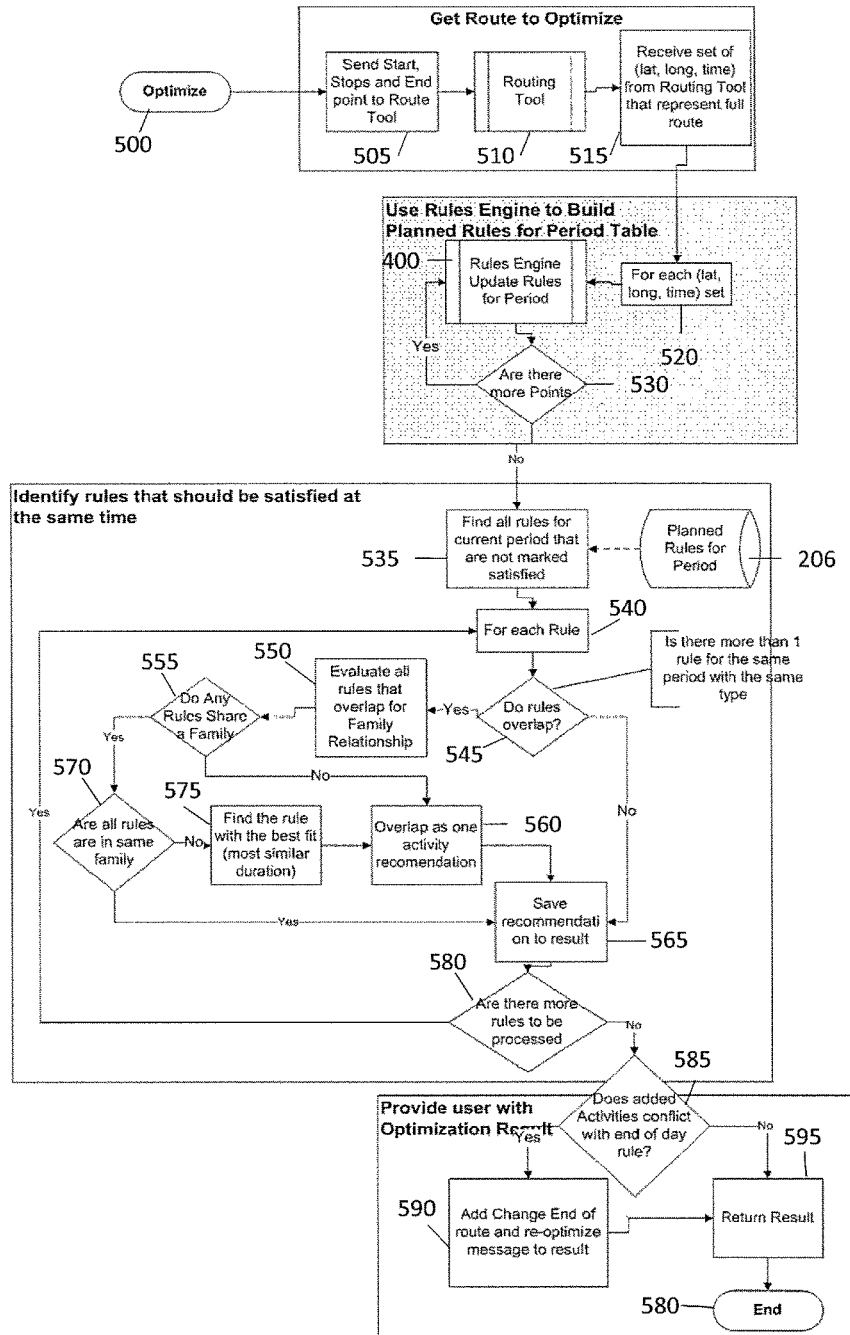 Get Route to Optimize
Optimize
500
Send Start,
Stops and End
point to Route
Tool
505
Routing
Tool
510
Receive set of
(lat, long, time)
from Routing Tool
that represent full
route
515
Use Rules Engine to Build
Planned Rules for Period Table
400
Rules Engine
Update Rules
for Period
For each (lat,
long, time) set
520
Yes
Are there
more Points
530
No
Identify rules that should be satisfied at
the same time
535
Find all rules for
current period that
are not marked
satisfied
Planned
Rules for
Period
206
For each Rule
540
Is there more than 1
rule for the same
period with the same
type
550
Evaluate all
rules that
overlap for
Family
Relationship
555
Do Any
Rules Share
a Family
Yes
Do rules
overlap?
545
Yes
No
No
Yes
570
Are all rules
are in same
family
No
575
Find the rule
with the best fit
(most similar
duration)
Overlap as one
activity
recomendation
560
Yes
Save
recommendati
on to result
565
580
Are there more
rules to be
processed
No
585
Does added
Activities conflict
with end of day
rule?
Provide user with
Optimization Result
Yes
No
590
Add Change End of
route and re-optimize
message to result
595
Return Result
580
End